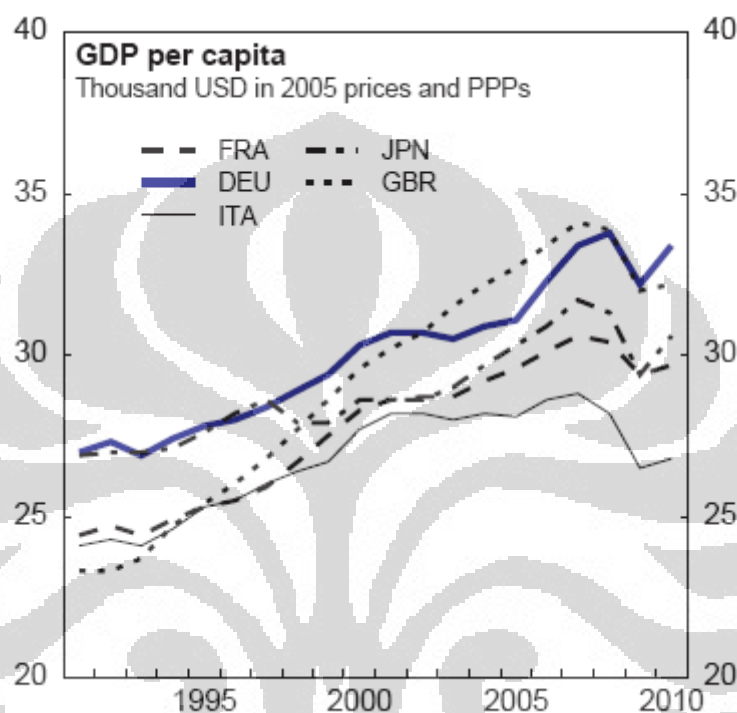 GDP per capita
Thousand USD in 2005 prices and PPPs
FRA JPN
DEU GBR
ITA
40 40
35 35
30 30
25 25
20 20
1995 2000 2005 2010